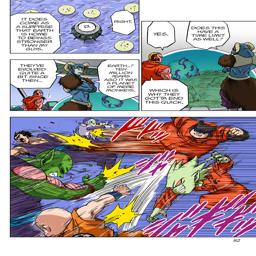 IT DOES
COME AS
A SURPRISE
THAT EARTH
IS HOME
TO BEINGS
STRONGER
THAN MY
GUYS.
RIGHT.
THEY'VE
EVOLVED
QUITE A
BIT SINCE
THEN...
EARTH...?
TEN
MILLION
YEARS
AGO IT WAS
A PLANET
OF MERE
MONKEYS.
YES.
DOES THIS
HAVE A
TIME LIMIT
AS WELL?
WHICH IS
WHY THEY
GOTTA END
THIS QUICK.